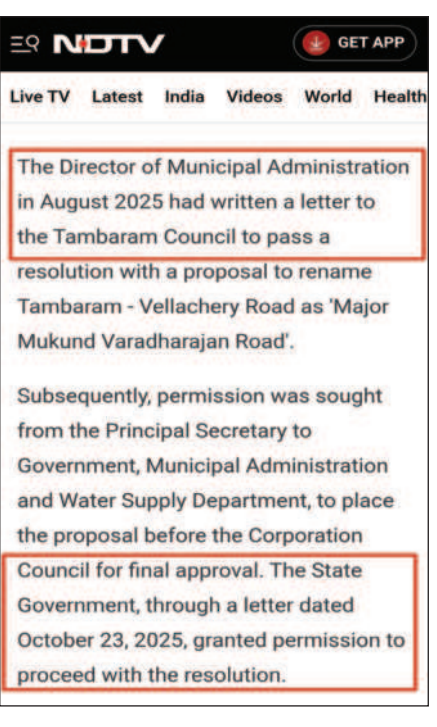 NDTV
GET APP
Live TV Latest India Videos World Health
The Director of Municipal Administration
in August 2025 had written a letter to
the Tambaram Council to pass a
resolution with a proposal to rename
Tambaram - Vellachery Road as 'Major
Mukund Varadharajan Road'.
Subsequently, permission was sought
from the Principal Secretary to
Government, Municipal Administration
and Water Supply Department, to place
the proposal before the Corporation
Council for final approval. The State
Government, through a letter dated
October 23, 2025, granted permission to
proceed with the resolution.